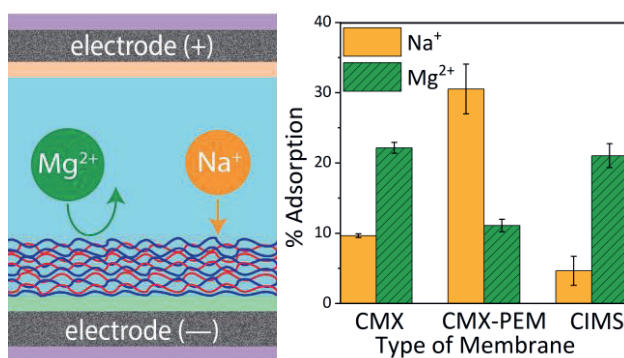 electrode (+)
Mg²⁺
Na⁺
electrode (—)
Na⁺
Mg²⁺
40
30
20
10
0
% Adsorption
CMX
CMX-PEM
CIMS
Type of Membrane